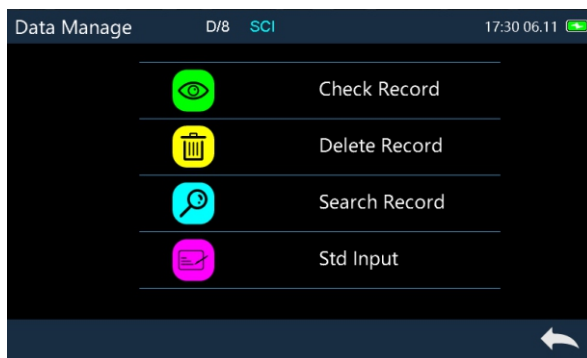 Data Manage D/8 SCI 17:30 06.11
Check Record
Delete Record
Search Record
Std Input